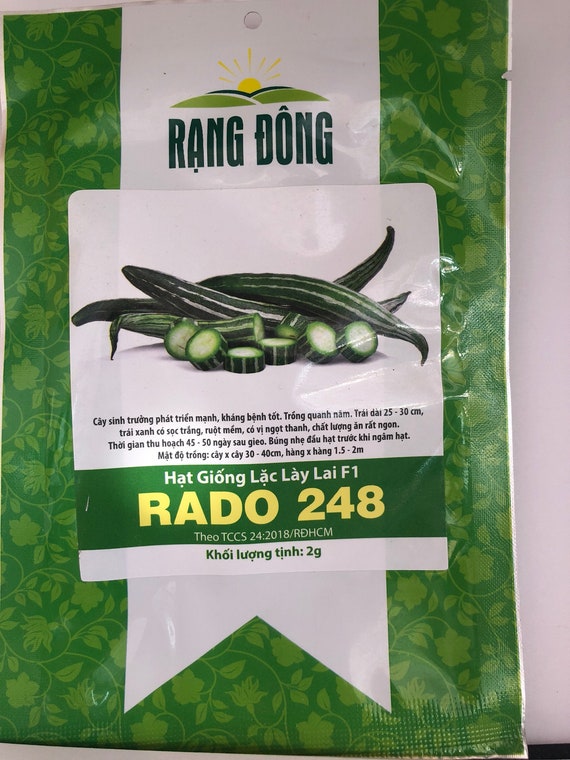 RẠNG ĐÔNG
Cây sinh trưởng phát triển mạnh, kháng bệnh tốt. Trồng quanh năm. Trái dài 25 - 30 cm,
trái xanh có sọc trắng, ruột mềm, có vị ngọt thanh, chất lượng ăn rất ngon.
Thời gian thu hoạch 45 - 50 ngày sau gieo. Búng nhẹ đầu hạt trước khi ngâm hạt.
Mật độ trồng: cây x cây 30 - 40cm, hàng x hàng 1.5 - 2m
Hạt Giống Lặc Lày Lai F1
RADO 248
Theo TCCS 24:2018/RĐHCM
Khối lượng tịnh: 2g